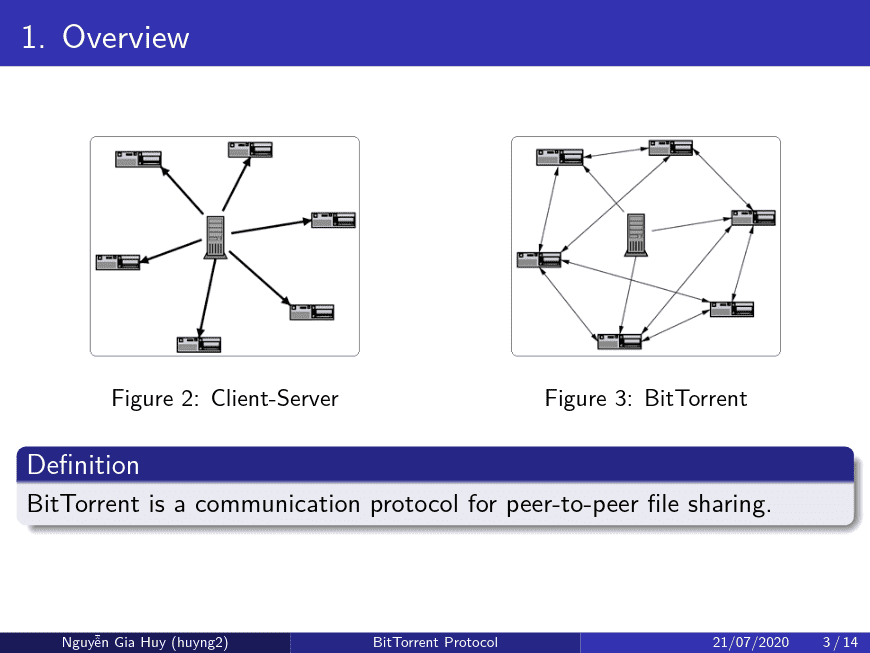 1. Overview
Figure 2: Client-Server
Figure 3: BitTorrent
Definition
BitTorrent is a communication protocol for peer-to-peer file sharing.
Nguyễn Gia Huy (huyng2)
BitTorrent Protocol
21/07/2020
3 / 14